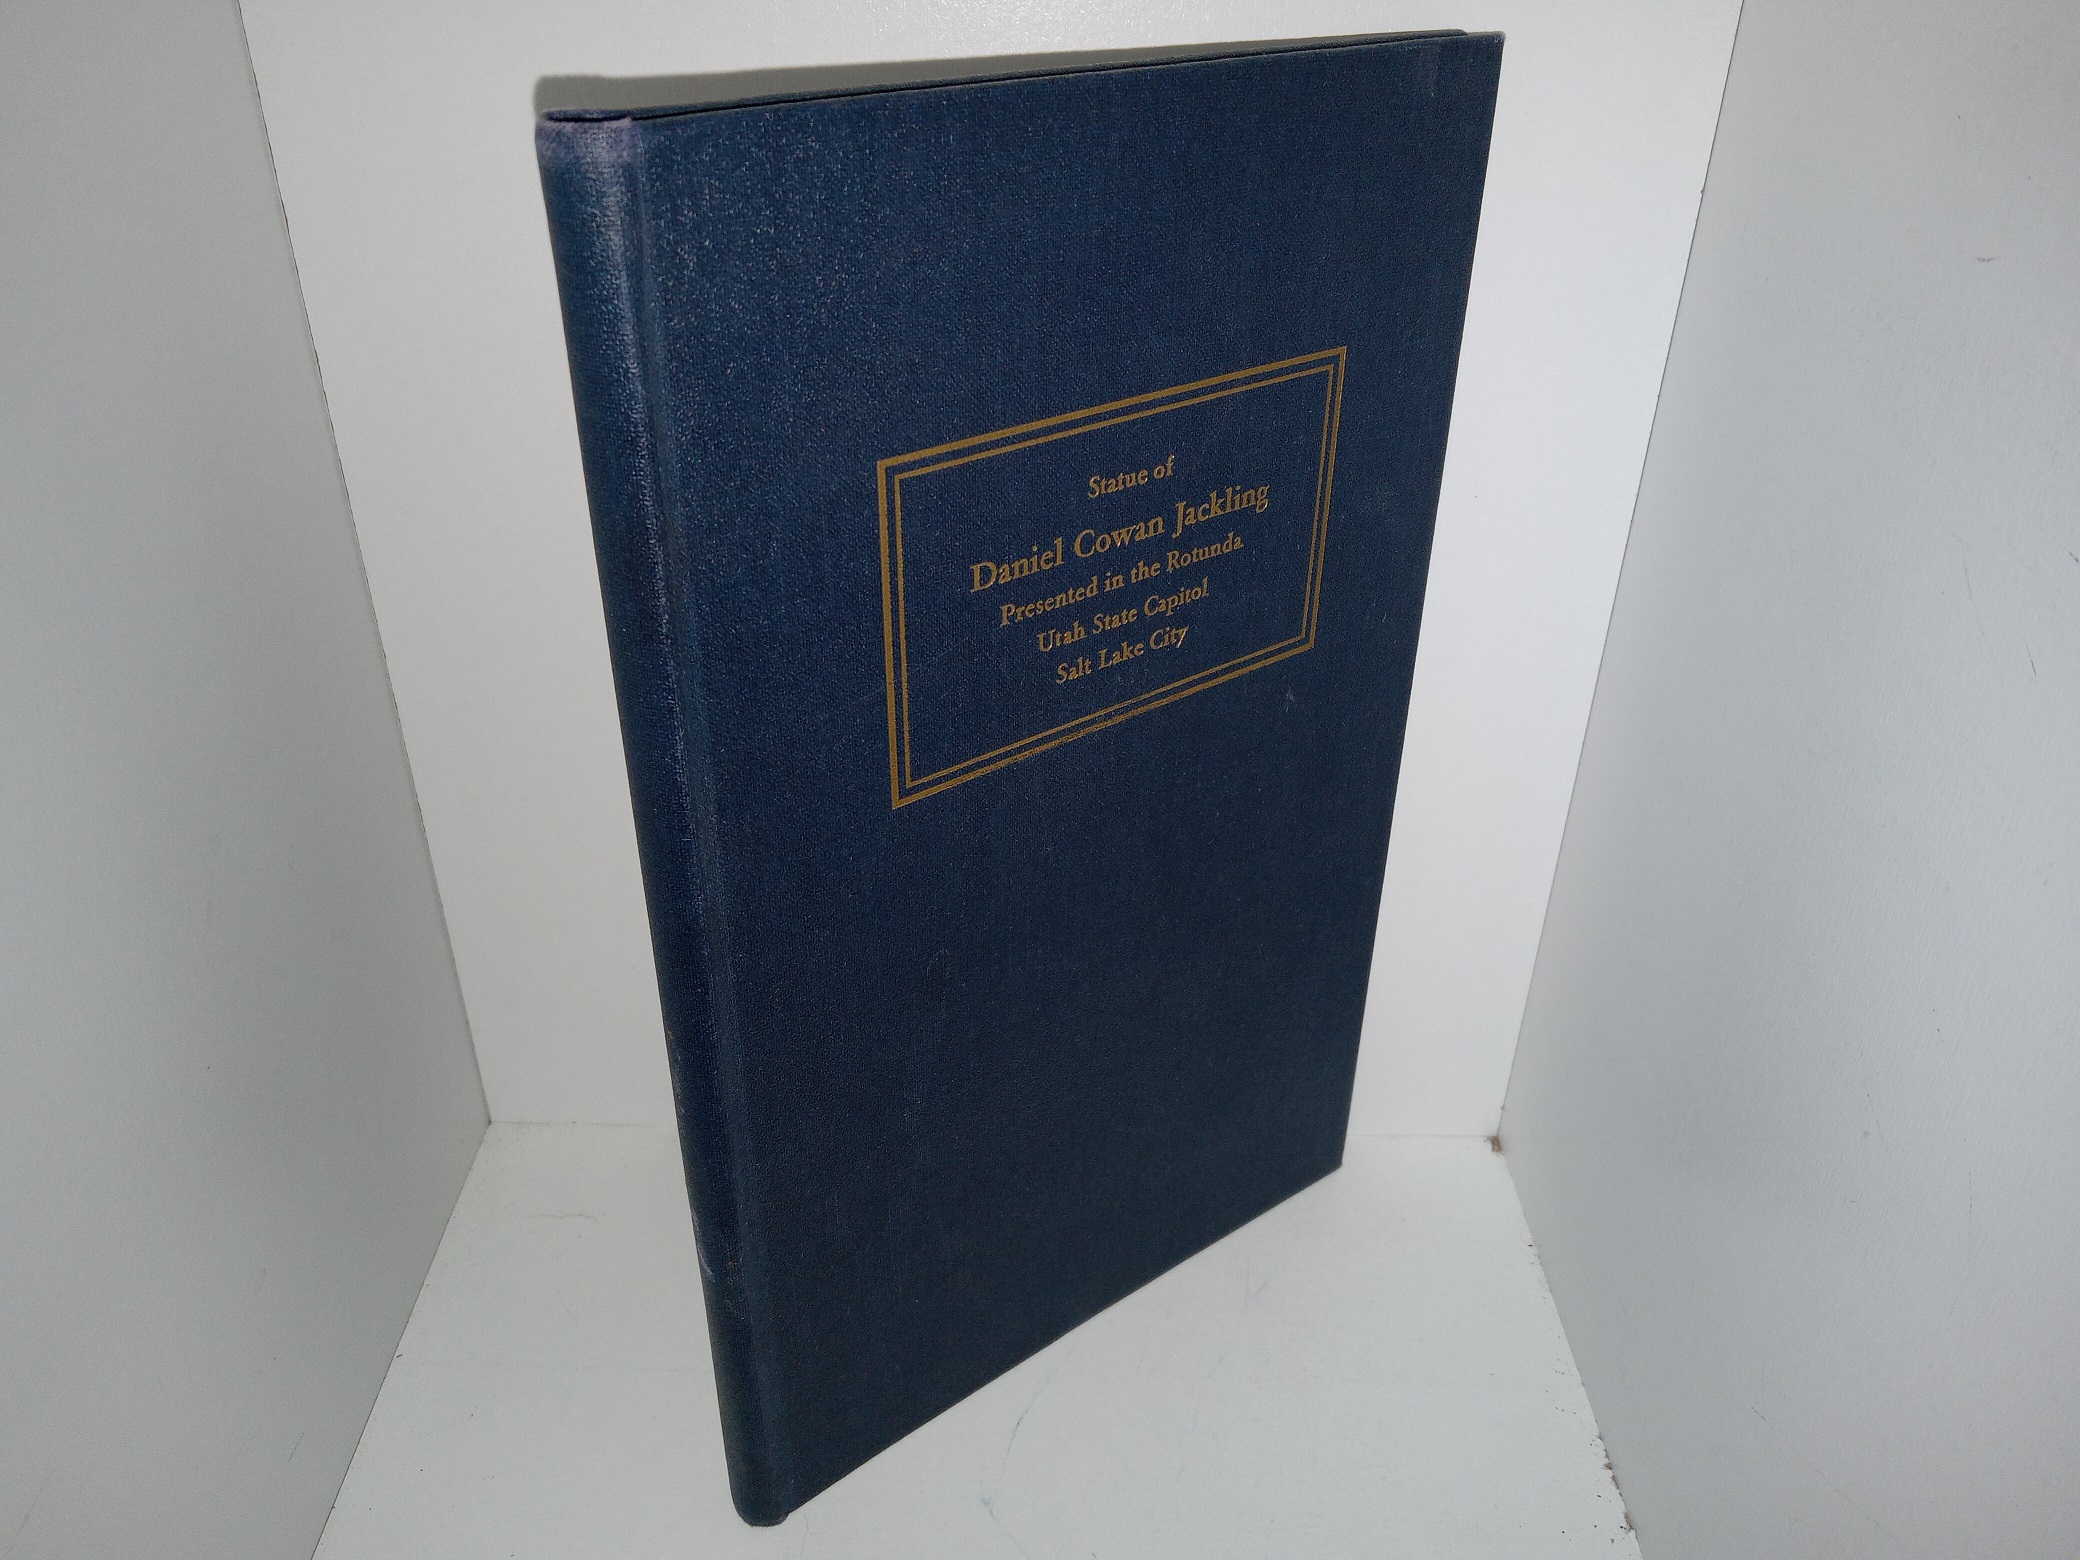 Statue of
Daniel Cowan Jackling
Presented in the Rotunda
Utah State Capitol
Salt Lake City